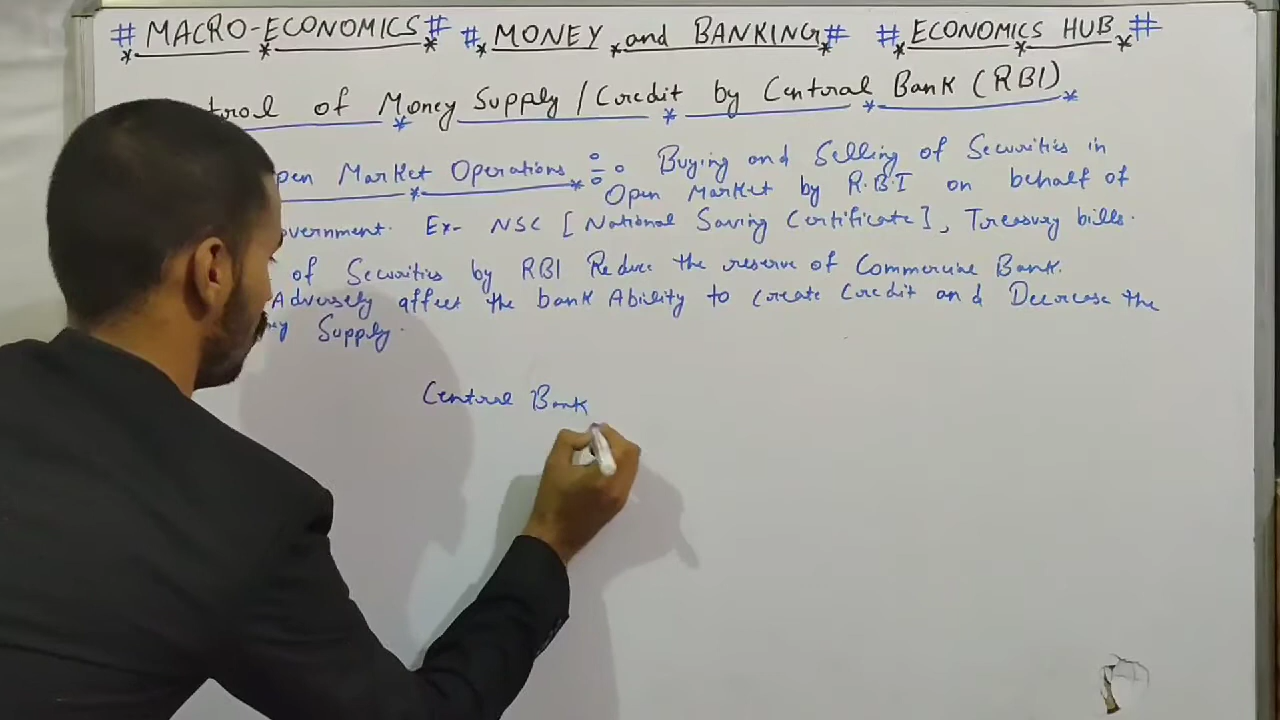 # MACRO-ECONOMICS # # MONEY and BANKING # # ECONOMICS HUB #
trol of Money Supply / Credit by Central Bank (RBI)
pen Market Operations Buying and Selling of Securities in
Open Market by R.B.I on behalf of
overnment. Ex- NSC [National Saving Certificate], Treasury bills.
of Securities by RBI Reduce the reserve of Bank.
Adversely affect the bank Ability to create Credit and Decrease the
ey Supply.
Central Bank